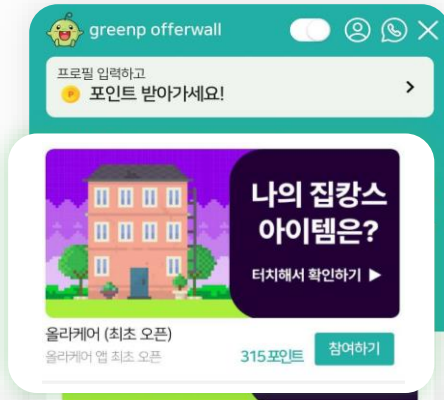 greenp offerwall
프로필 입력하고
P 포인트 받아가세요!
나의 집캉스
아이템은?
터치해서 확인하기 ▶
올라케어 (최초 오픈)
올라케어 앱 최초 오픈
315포인트
참여하기